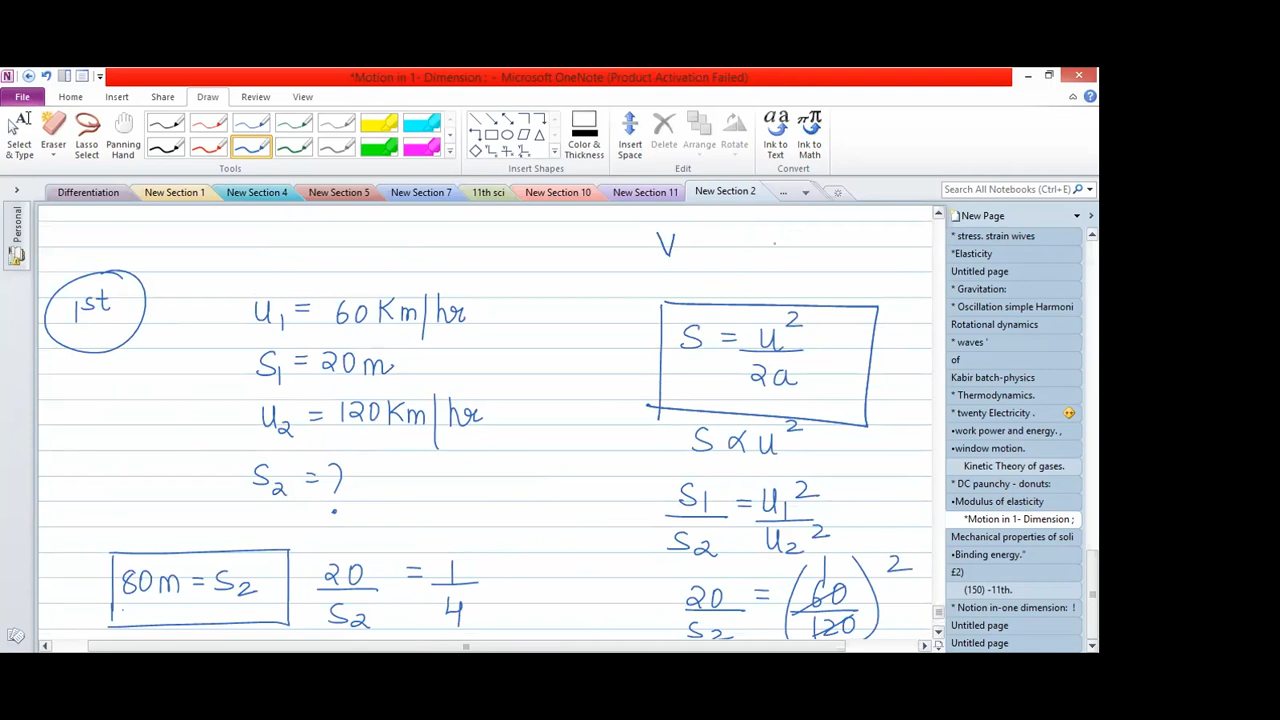 *Motion in 1- Dimension ; - Microsoft OneNote (Product Activation Failed)
File Home Insert Share Draw Review View
Select & Type Eraser Lasso Select Panning Hand
Color & Thickness Insert Space Delete Arrange Rotate Ink to Text Ink to Math
Tools Insert Shapes Edit Convert
Differentiation New Section 1 New Section 4 New Section 5 New Section 7 11th sci New Section 10 New Section 11 New Section 2 ... Search All Notebooks (Ctrl+E)
Personal
V
1st
u₁ = 60 Km/hr
S₁ = 20m
u₂ = 120Km/hr
S₂ = ?
80m = S₂
20/S₂ = 1/4
S = u²/2a
S ∝ u²
S1/S2 = u₁²/u₂²
20/S2 = (60/120)²
1
New Page
* stress. strain wives
*Elasticity
Untitled page
* Gravitation:
* Oscillation simple Harmoni
Rotational dynamics
* waves '
of
Kabir batch-physics
* Thermodynamics.
* twenty Electricity .
•work power and energy. ,
•window motion.
Kinetic Theory of gases.
* DC paunchy - donuts:
•Modulus of elasticity
*Motion in 1- Dimension ;
Mechanical properties of soli
•Binding energy."
£2)
(150) -11th.
* Notion in-one dimension: !
Untitled page
Untitled page